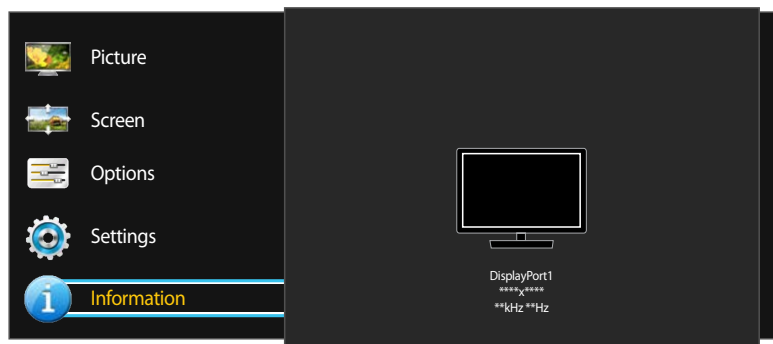 Picture
Screen
Options
Settings
Information
DisplayPort1
****x****
**kHz **Hz